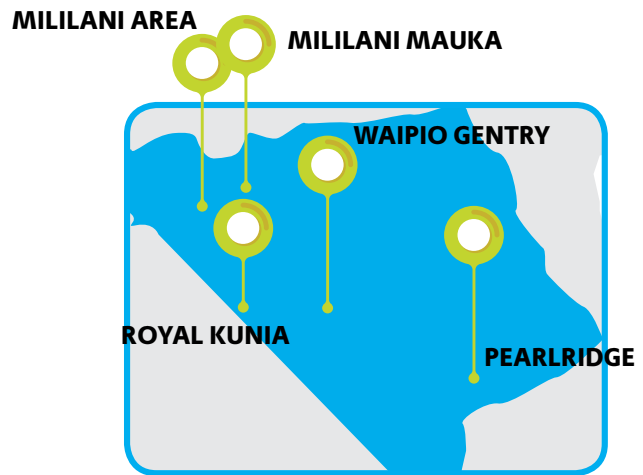 MILILANI AREA
MILILANI MAUKA
WAIPIO GENTRY
ROYAL KUNIA
PEARLRIDGE